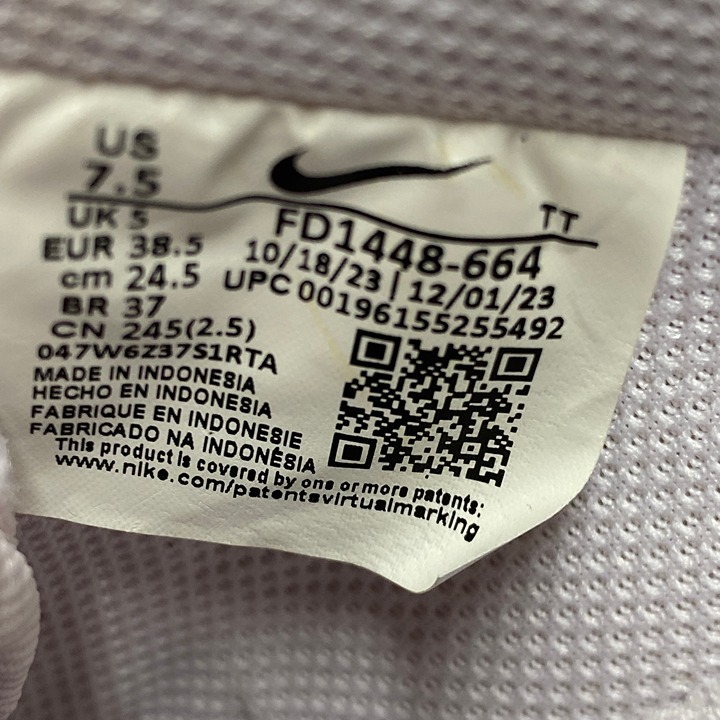 US
7.5
UK 5
EUR 38.5
cm 24.5
BR 37
CN 245(2.5)
047W6Z37S1RTA
MADE IN INDONESIA
HECHO EN INDONESIA
FABRIQUE EN INDONESIE
FABRICADO NA INDONÉSIA
This product is covered by one or more patents:
www.nike.com/patentsvirtualmarking
TT
FD1448-664
10/18/23 | 12/01/23
UPC 00196155255492